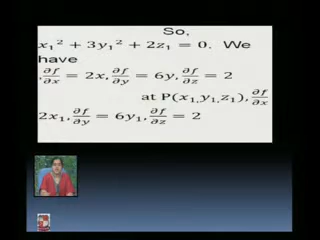 So,
x₁² + 3y₁² + 2z₁ = 0. We
have
,∂f/∂x = 2x, ∂f/∂y = 6y, ∂f/∂z = 2
at P(x₁,y₁,z₁), ∂f/∂x
2x₁, ∂f/∂y = 6y₁, ∂f/∂z = 2